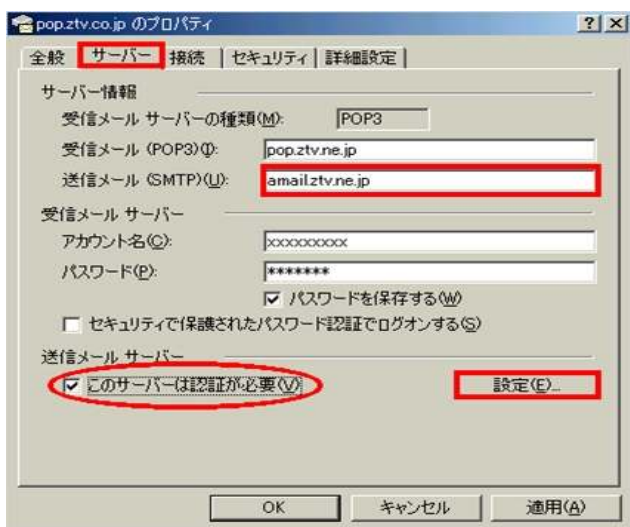 pop.ztv.co.jp のプロパティ
全般 サーバー 接続 セキュリティ 詳細設定
サーバー情報
受信メール サーバーの種類(M): POP3
受信メール (POP3)(I): pop.ztv.ne.jp
送信メール (SMTP)(U): amail.ztv.ne.jp
受信メール サーバー
アカウント名(C): xxxxxxxxx
パスワード(P): *******
パスワードを保存する(W)
セキュリティで保護されたパスワード認証でログオンする(S)
送信メール サーバー
このサーバーは認証が必要(V) 設定(E)...
OK キャンセル 適用(A)